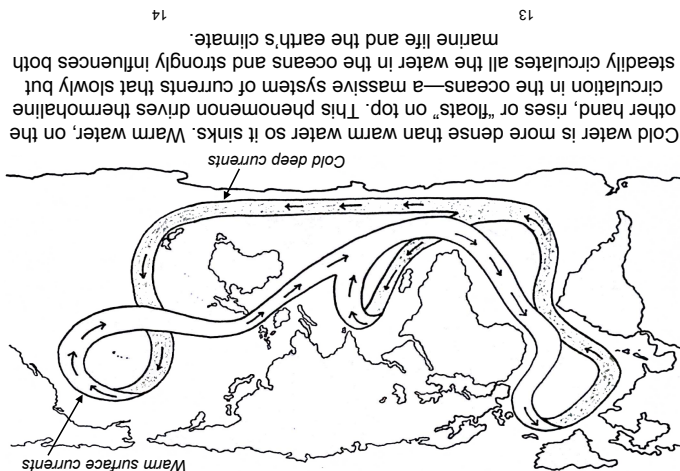 Warm surface currents
Cold deep currents
Cold water is more dense than warm water so it sinks. Warm water, on the
other hand, rises or "floats" on top. This phenomenon drives thermohaline
circulation in the oceans—a massive system of currents that slowly but
steadily circulates all the water in the oceans and strongly influences both
marine life and the earth's climate.
13
14